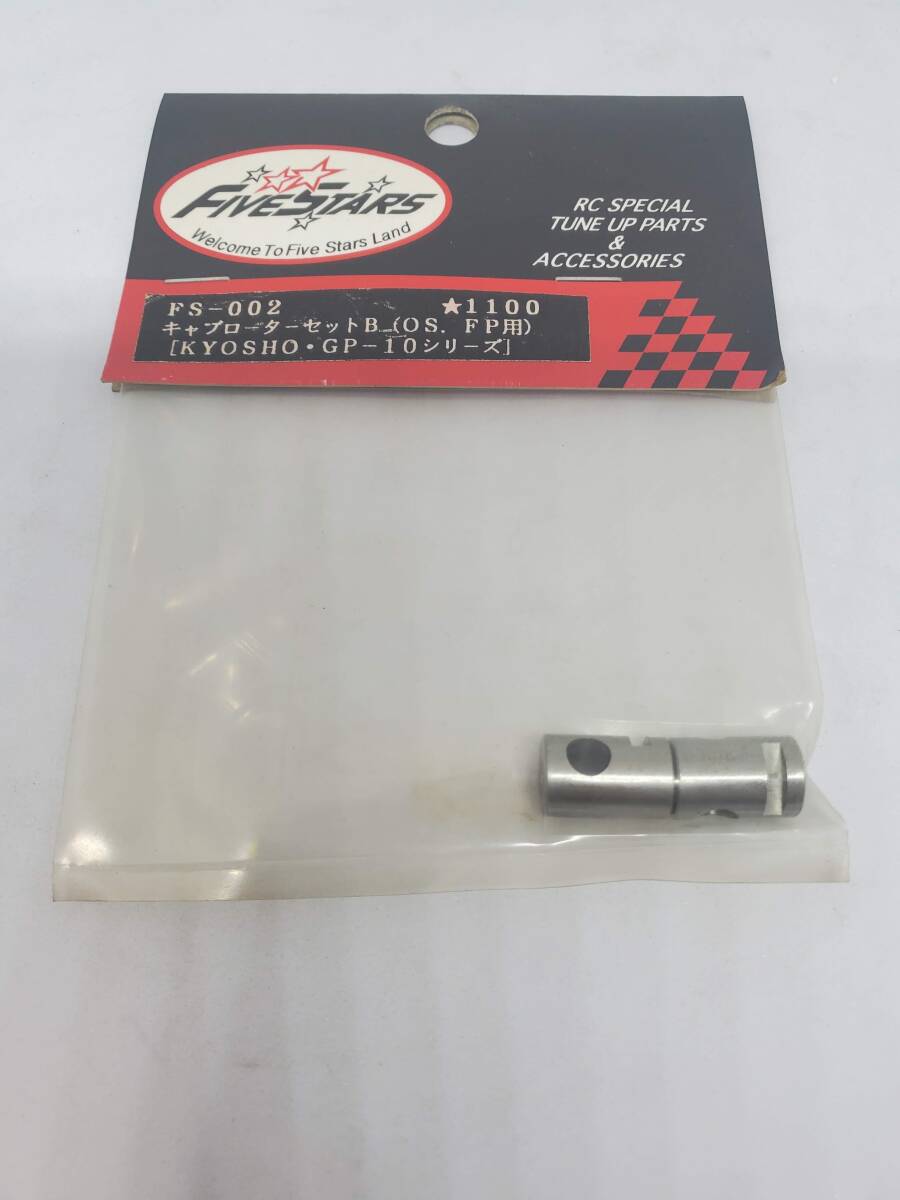 FIVESTARS
Welcome To Five Stars Land
RC SPECIAL
TUNE UP PARTS
&
ACCESSORIES
FS-002 ★1100
キャブローターセットB (OS. FP用)
[KYOSHO・GP-10シリーズ]